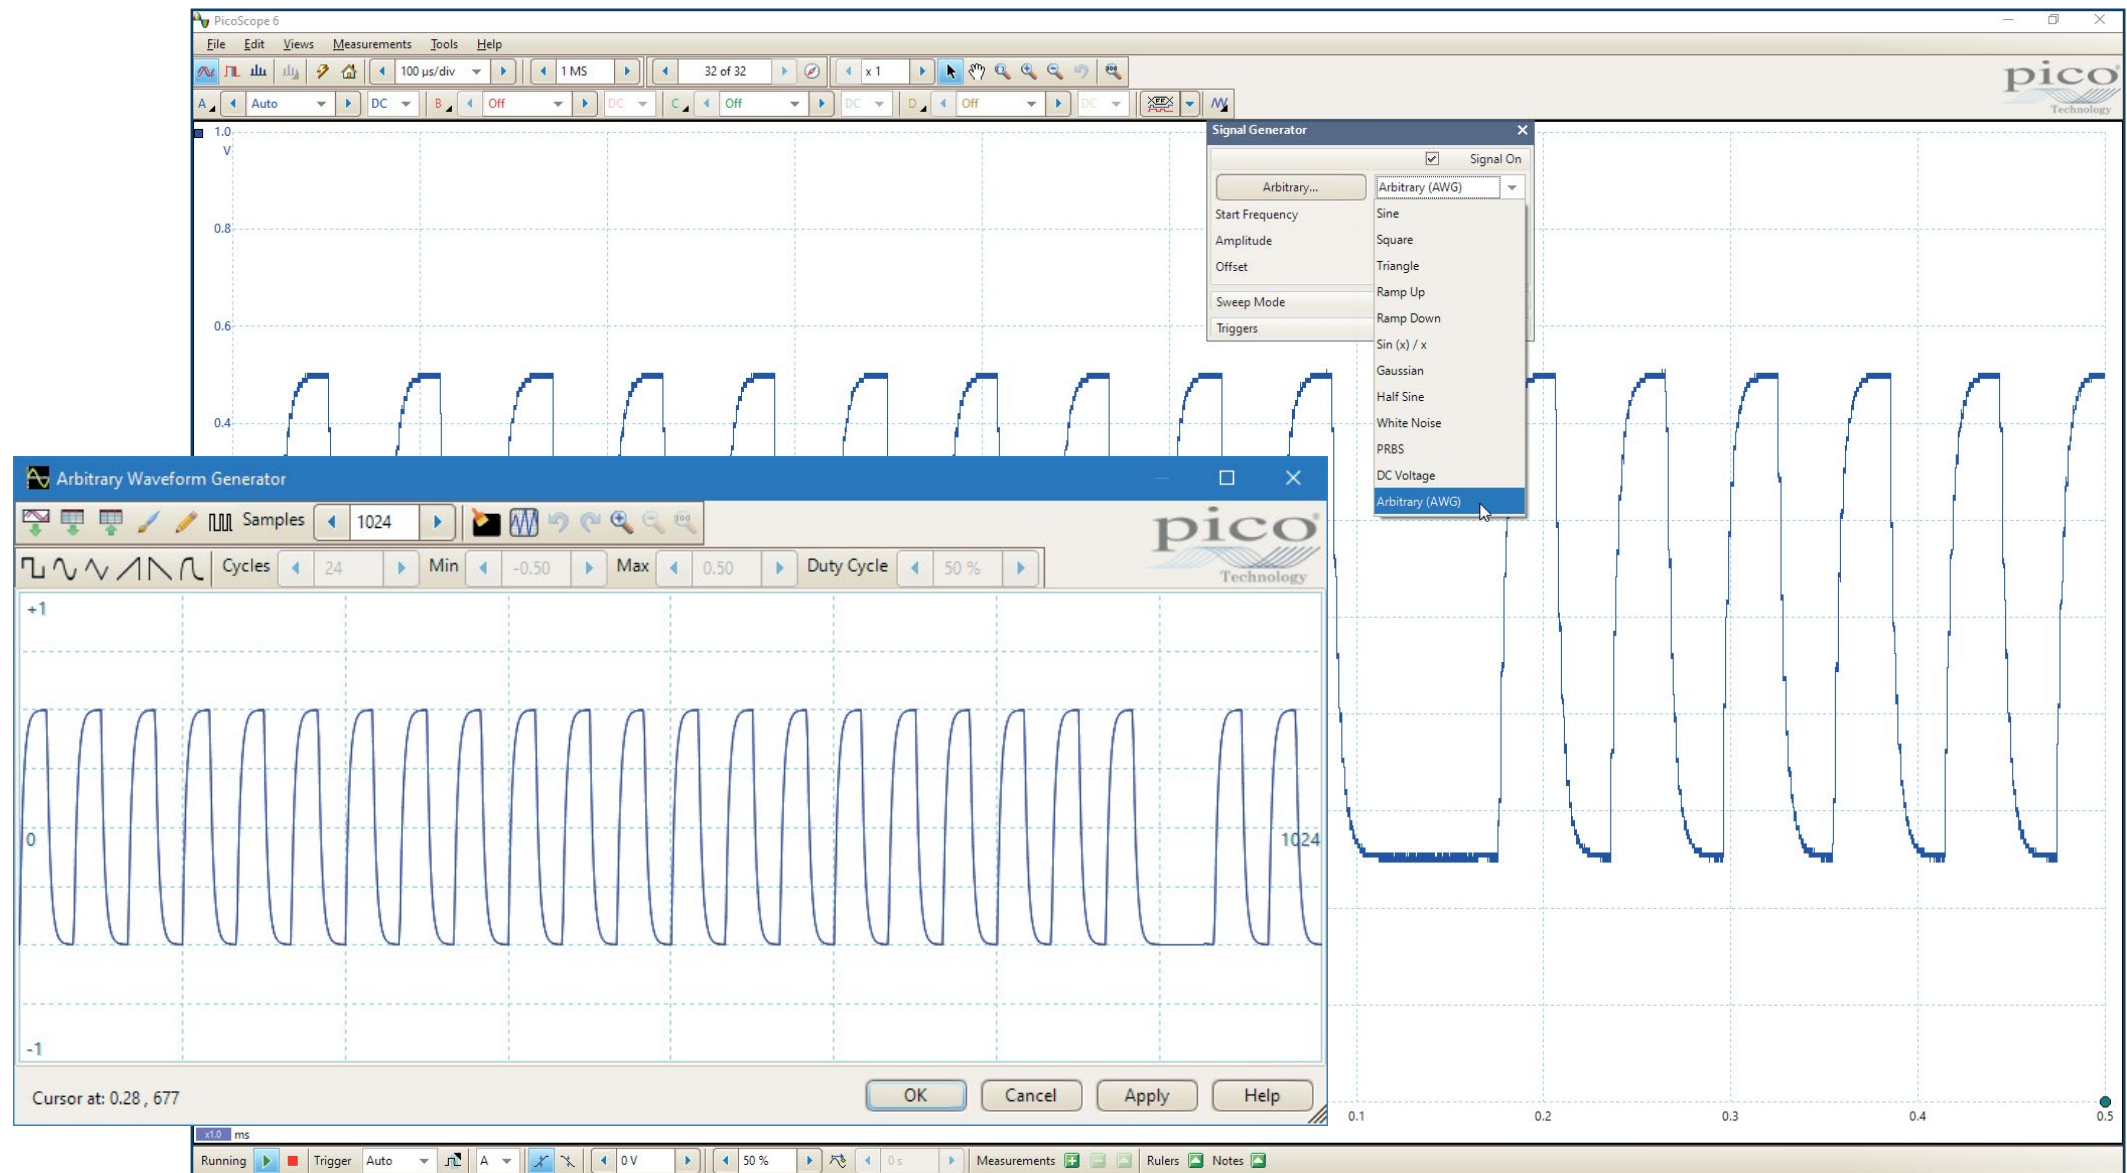 PicoScope 6
File Edit Views Measurements Tools Help
100 µs/div 1 MS 32 of 32 x 1
A Auto DC B Off DC C Off DC D Off DC
pico
Technology
1.0
V
0.8
0.6
0.4
Signal Generator
Signal On
Arbitrary... Arbitrary (AWG)
Start Frequency
Amplitude
Offset
Sweep Mode
Triggers
Sine
Square
Triangle
Ramp Up
Ramp Down
Sin (x) / x
Gaussian
Half Sine
White Noise
PRBS
DC Voltage
Arbitrary (AWG)
Arbitrary Waveform Generator
Samples 1024
Cycles 24 Min -0.50 Max 0.50 Duty Cycle 50 %
pico
Technology
+1
0
1024
-1
Cursor at: 0.28 , 677
OK Cancel Apply Help
0.1 0.2 0.3 0.4 0.5
x1.0 ms
Running Trigger Auto A 0 V 50 % 0 s Measurements Rulers Notes